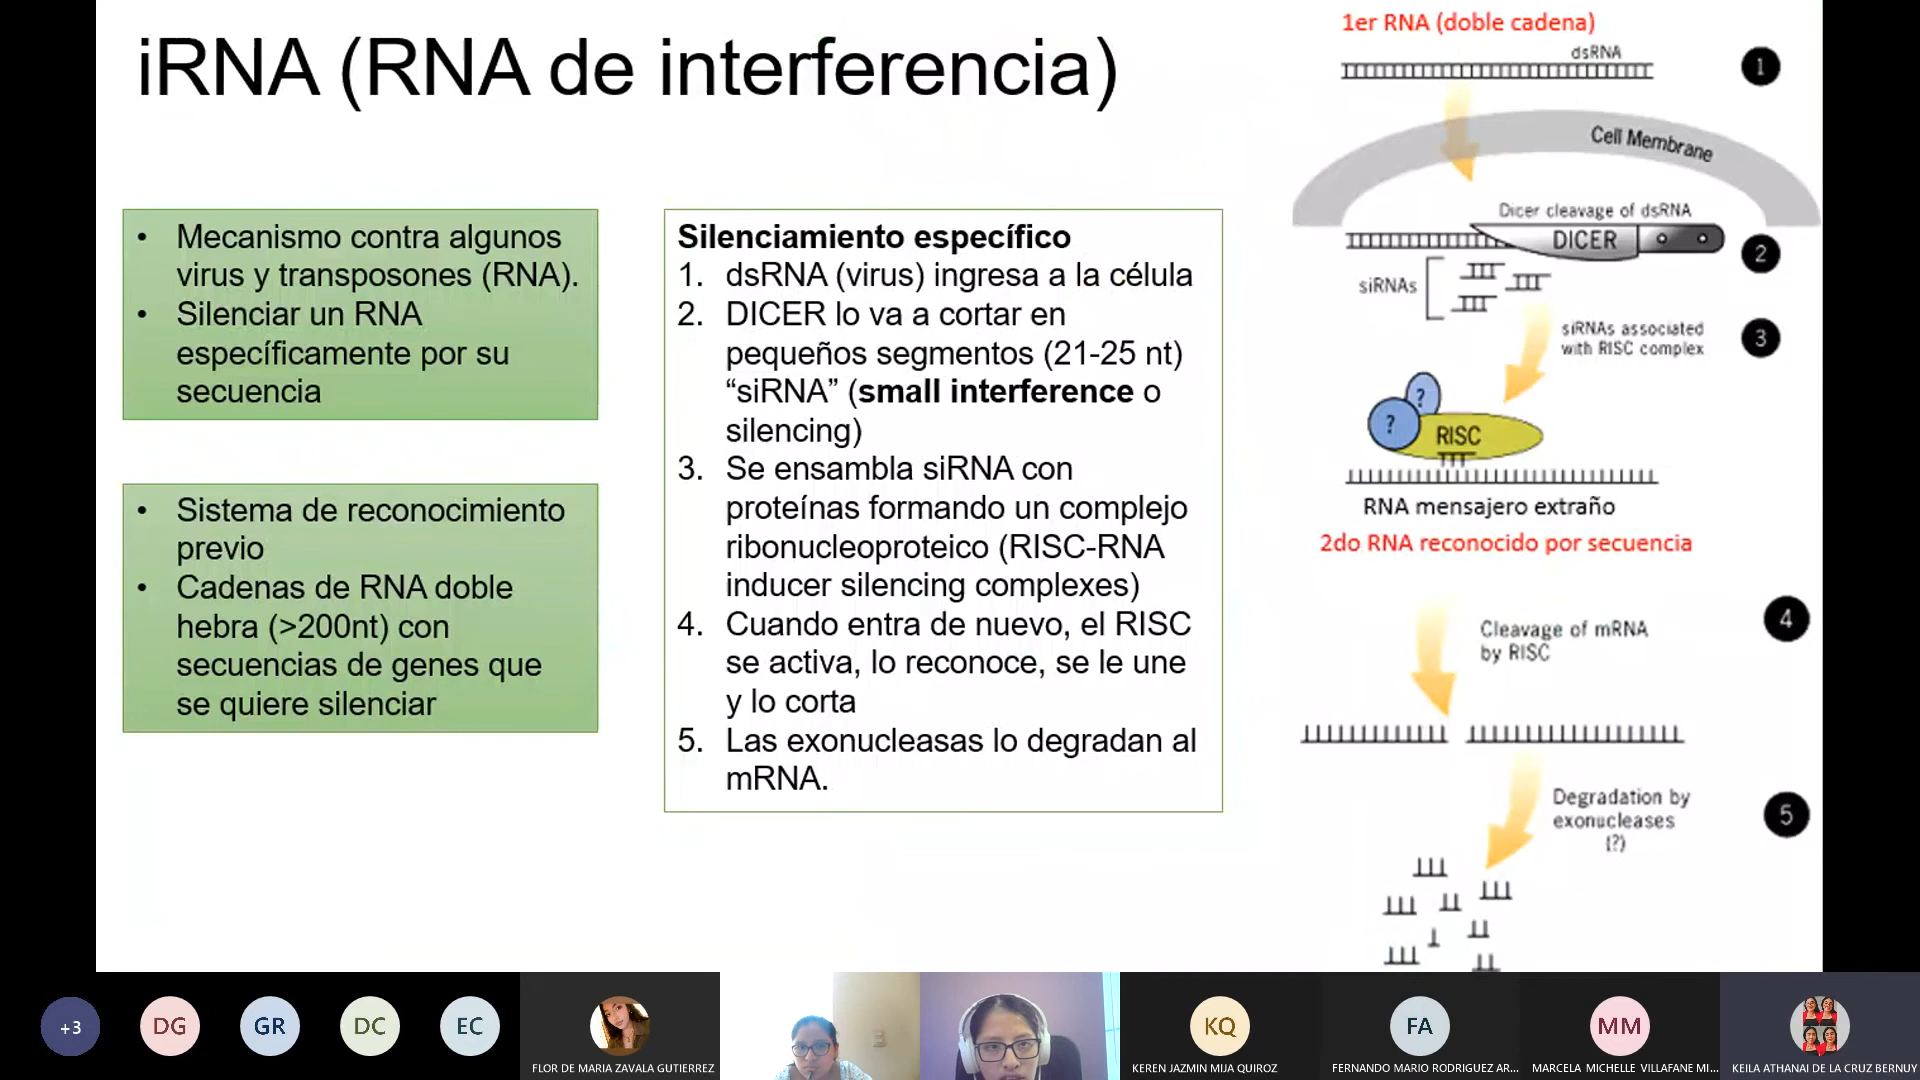 iRNA (RNA de interferencia)
• Mecanismo contra algunos
virus y transposones (RNA).
• Silenciar un RNA
específicamente por su
secuencia
• Sistema de reconocimiento
previo
• Cadenas de RNA doble
hebra (>200nt) con
secuencias de genes que
se quiere silenciar
Silenciamiento específico
1. dsRNA (virus) ingresa a la célula
2. DICER lo va a cortar en
pequeños segmentos (21-25 nt)
“siRNA” (small interference o
silencing)
3. Se ensambla siRNA con
proteínas formando un complejo
ribonucleoproteico (RISC-RNA
inducer silencing complexes)
4. Cuando entra de nuevo, el RISC
se activa, lo reconoce, se le une
y lo corta
5. Las exonucleasas lo degradan al
mRNA.
1er RNA (doble cadena)
dsRNA
1
Cell Membrane
Dicer cleavage of dsRNA
DICER
2
siRNAs
siRNAs associated
with RISC complex
3
?
?
RISC
RNA mensajero extraño
2do RNA reconocido por secuencia
Cleavage of mRNA
by RISC
4
Degradation by
exonucleases
(?)
5
+3
DG
GR
DC
EC
FLOR DE MARIA ZAVALA GUTIERREZ
KQ
KEREN JAZMIN MIJA QUIROZ
FA
FERNANDO MARIO RODRIGUEZ AR...
MM
MARCELA MICHELLE VILLAFANE MI...
KEILA ATHANAI DE LA CRUZ BERNUY